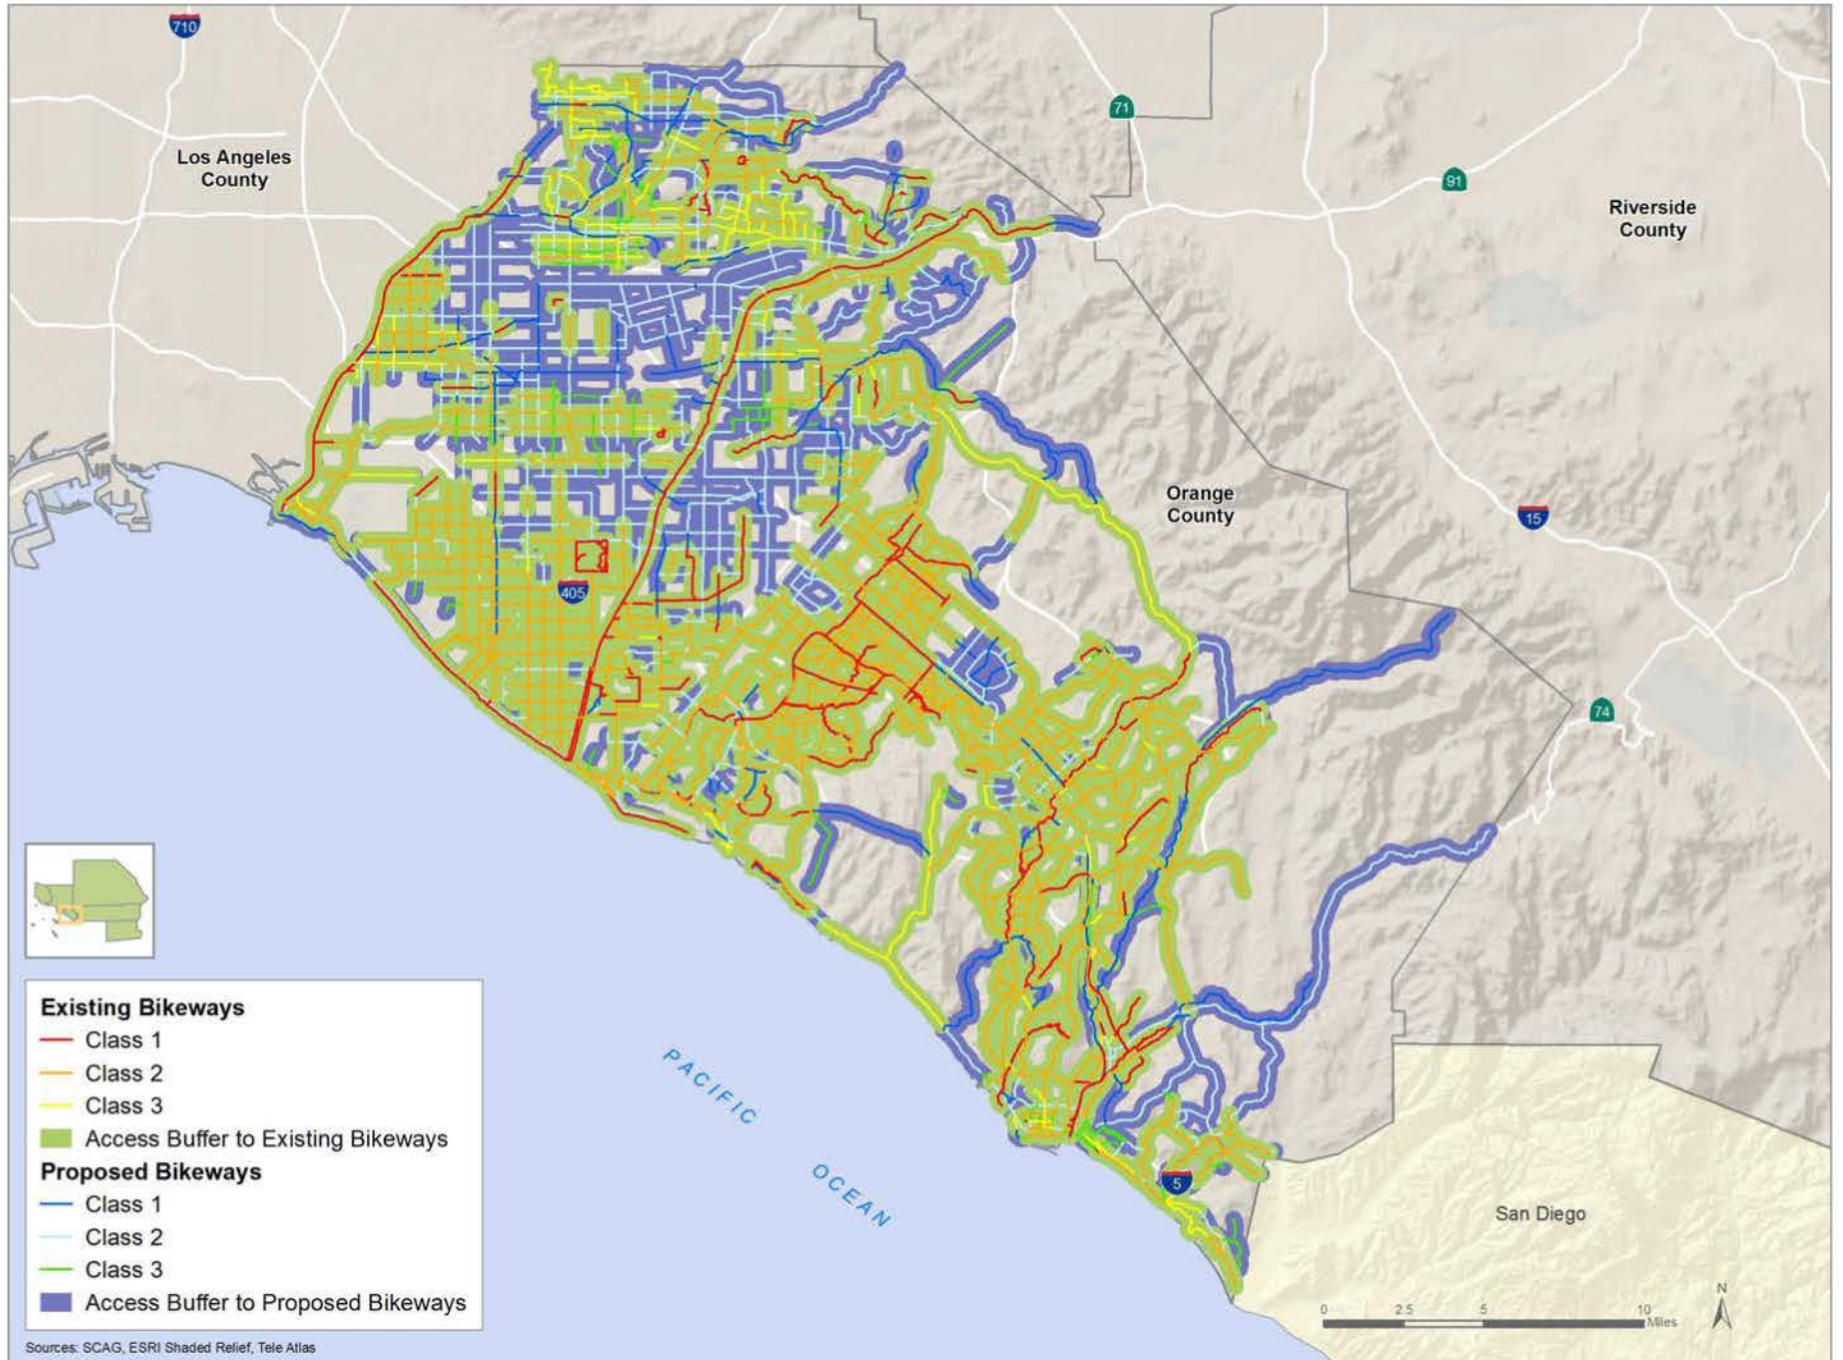 710
71
Los Angeles
County
91
Riverside
County
Orange
County
15
405
74
Existing Bikeways
Class 1
Class 2
Class 3
Access Buffer to Existing Bikeways
Proposed Bikeways
Class 1
Class 2
Class 3
Access Buffer to Proposed Bikeways
PACIFIC
OCEAN
5
San Diego
N
0 2.5 5 10
Miles
Sources: SCAG, ESRI Shaded Relief, Tele Atlas